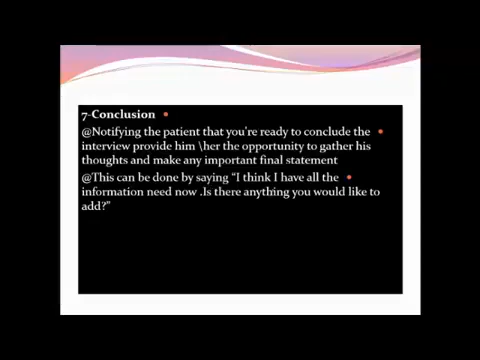 7-Conclusion
@Notifying the patient that you're ready to conclude the
interview provide him \her the opportunity to gather his
thoughts and make any important final statement
@This can be done by saying “I think I have all the
information need now .Is there anything you would like to
add?”